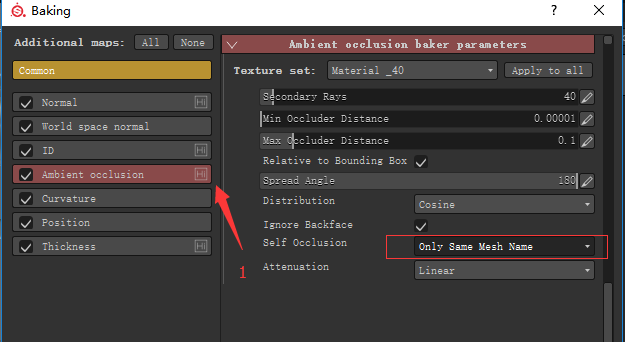 Baking
?
Additional maps: All None
Common
Normal Hi
World space normal
ID Hi
Ambient occlusion Hi
Curvature
Position
Thickness Hi
Ambient occlusion baker parameters
Texture set: Material _40 Apply to all
Secondary Rays 40
Min Occluder Distance 0.00001
Max Occluder Distance 0.1
Relative to Bounding Box
Spread Angle 180
Distribution Cosine
Ignore Backface
Self Occlusion Only Same Mesh Name
Attenuation Linear
1